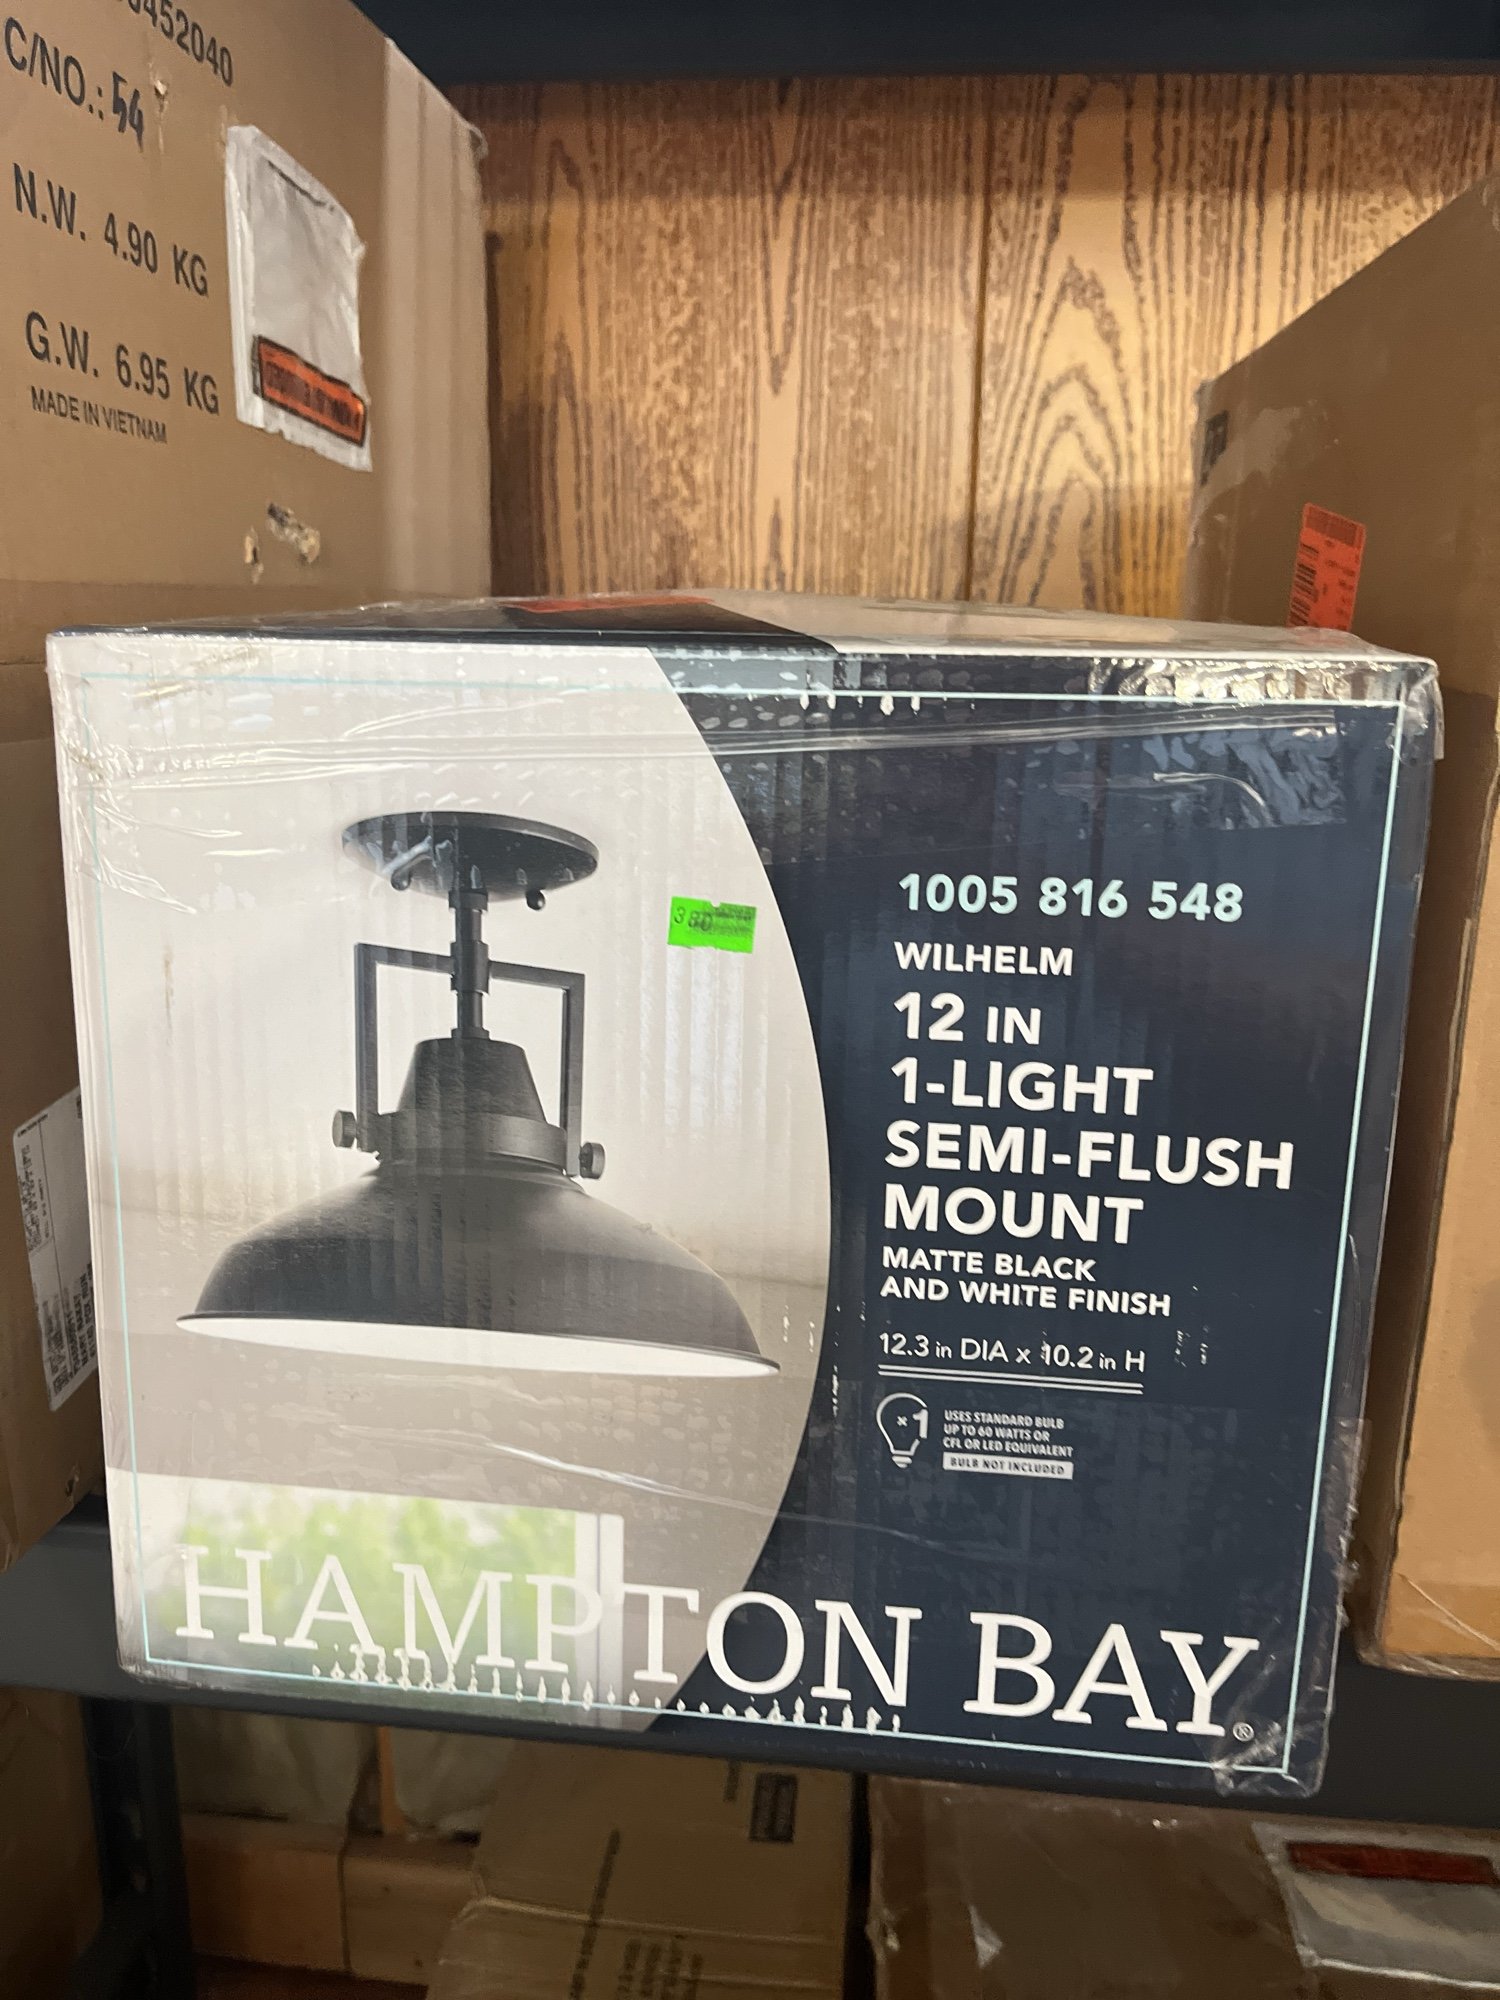 452040
C/NO.: 54
N.W. 4.90 KG
G.W. 6.95 KG
MADE IN VIETNAM
380
1005 816 548
WILHELM
12 IN
1-LIGHT
SEMI-FLUSH
MOUNT
MATTE BLACK
AND WHITE FINISH
12.3 in DIA x 10.2 in H
x1
USES STANDARD BULB
UP TO 60 WATTS OR
CFL OR LED EQUIVALENT
BULB NOT INCLUDED
HAMPTON BAY®